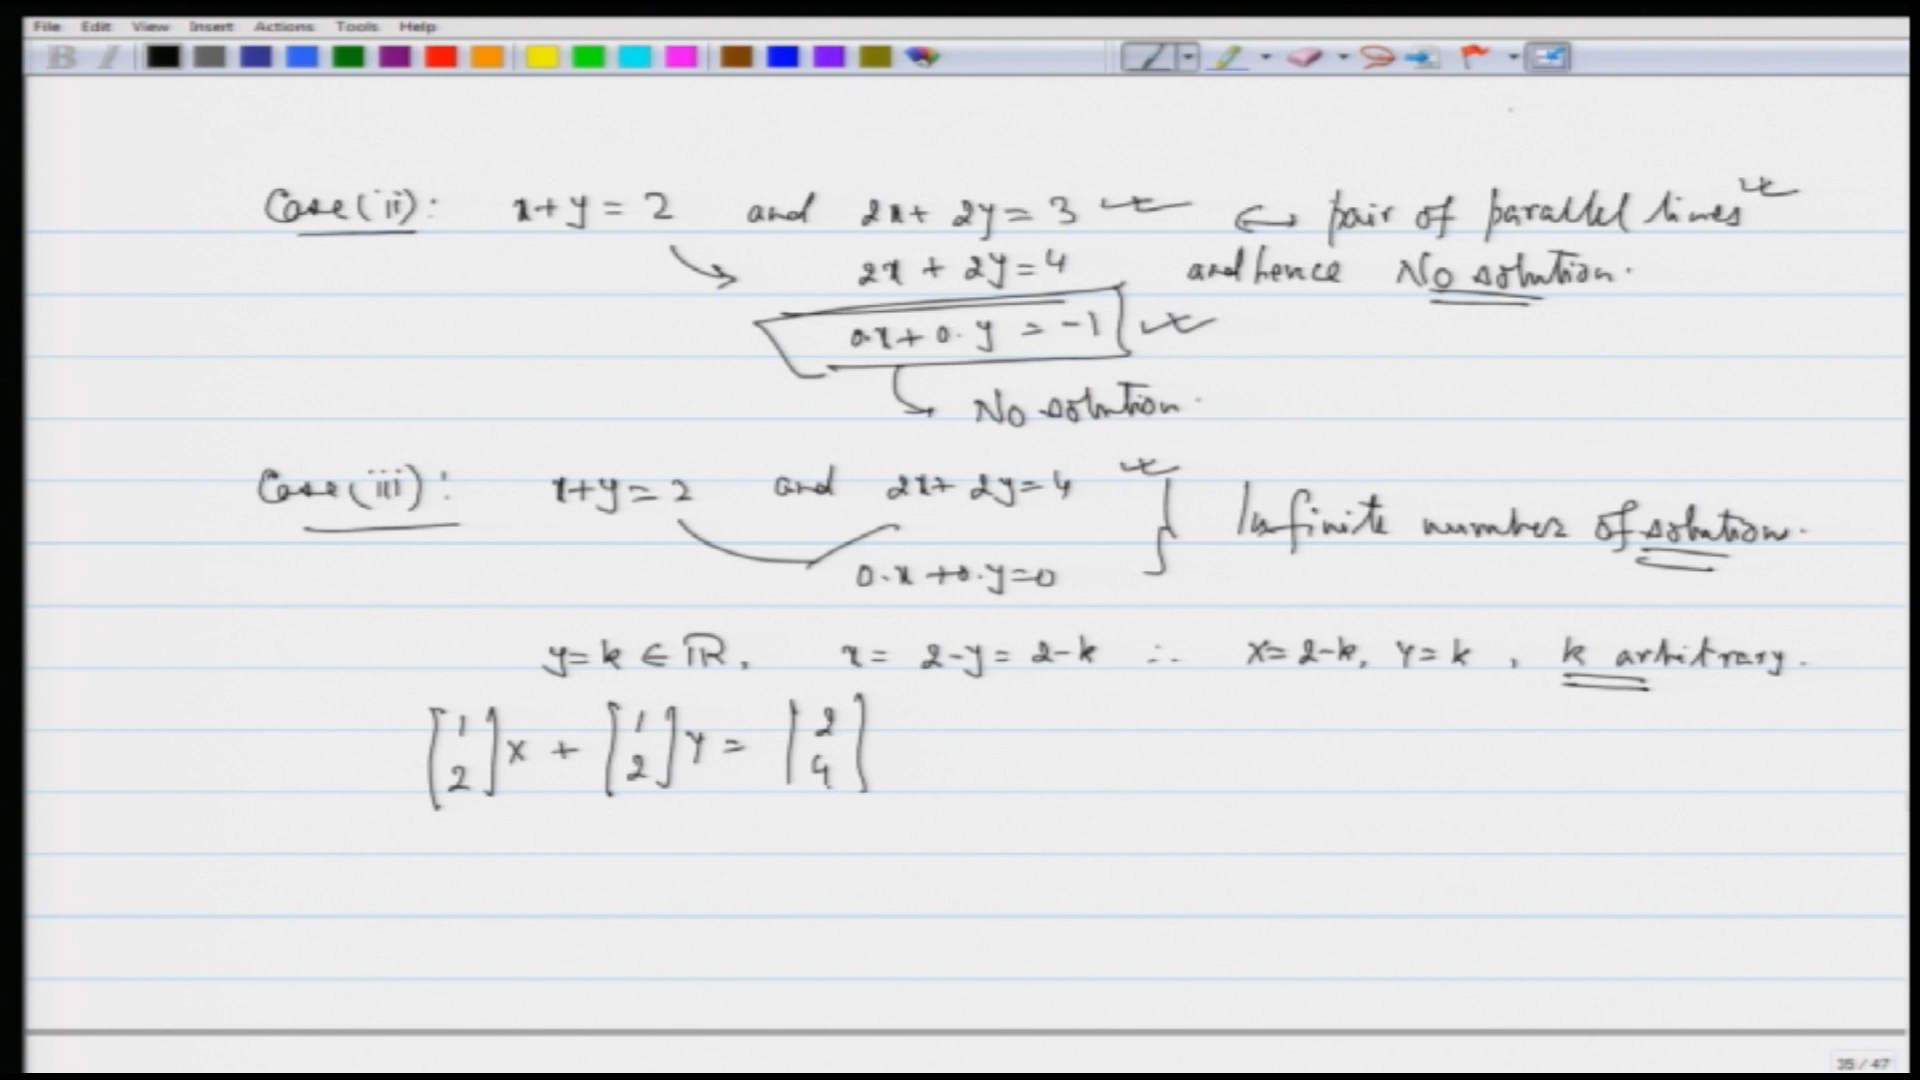 File Edit View Insert Actions Tools Help
B I
Case (ii): x+y = 2 and 2x + 2y = 3 ↔ pair of parallel lines
2x + 2y = 4 and hence No solution.
0.x + 0.y = -1
No solution.
Case (iii): x+y = 2 and 2x + 2y = 4 } Infinite number of solution.
0.x + 0.y = 0
y = k ∈ ℝ, x = 2-y = 2-k ∴ x = 2-k, y = k, k arbitrary.
[1 2] x + [1 2] y = [2 4]
35 / 47